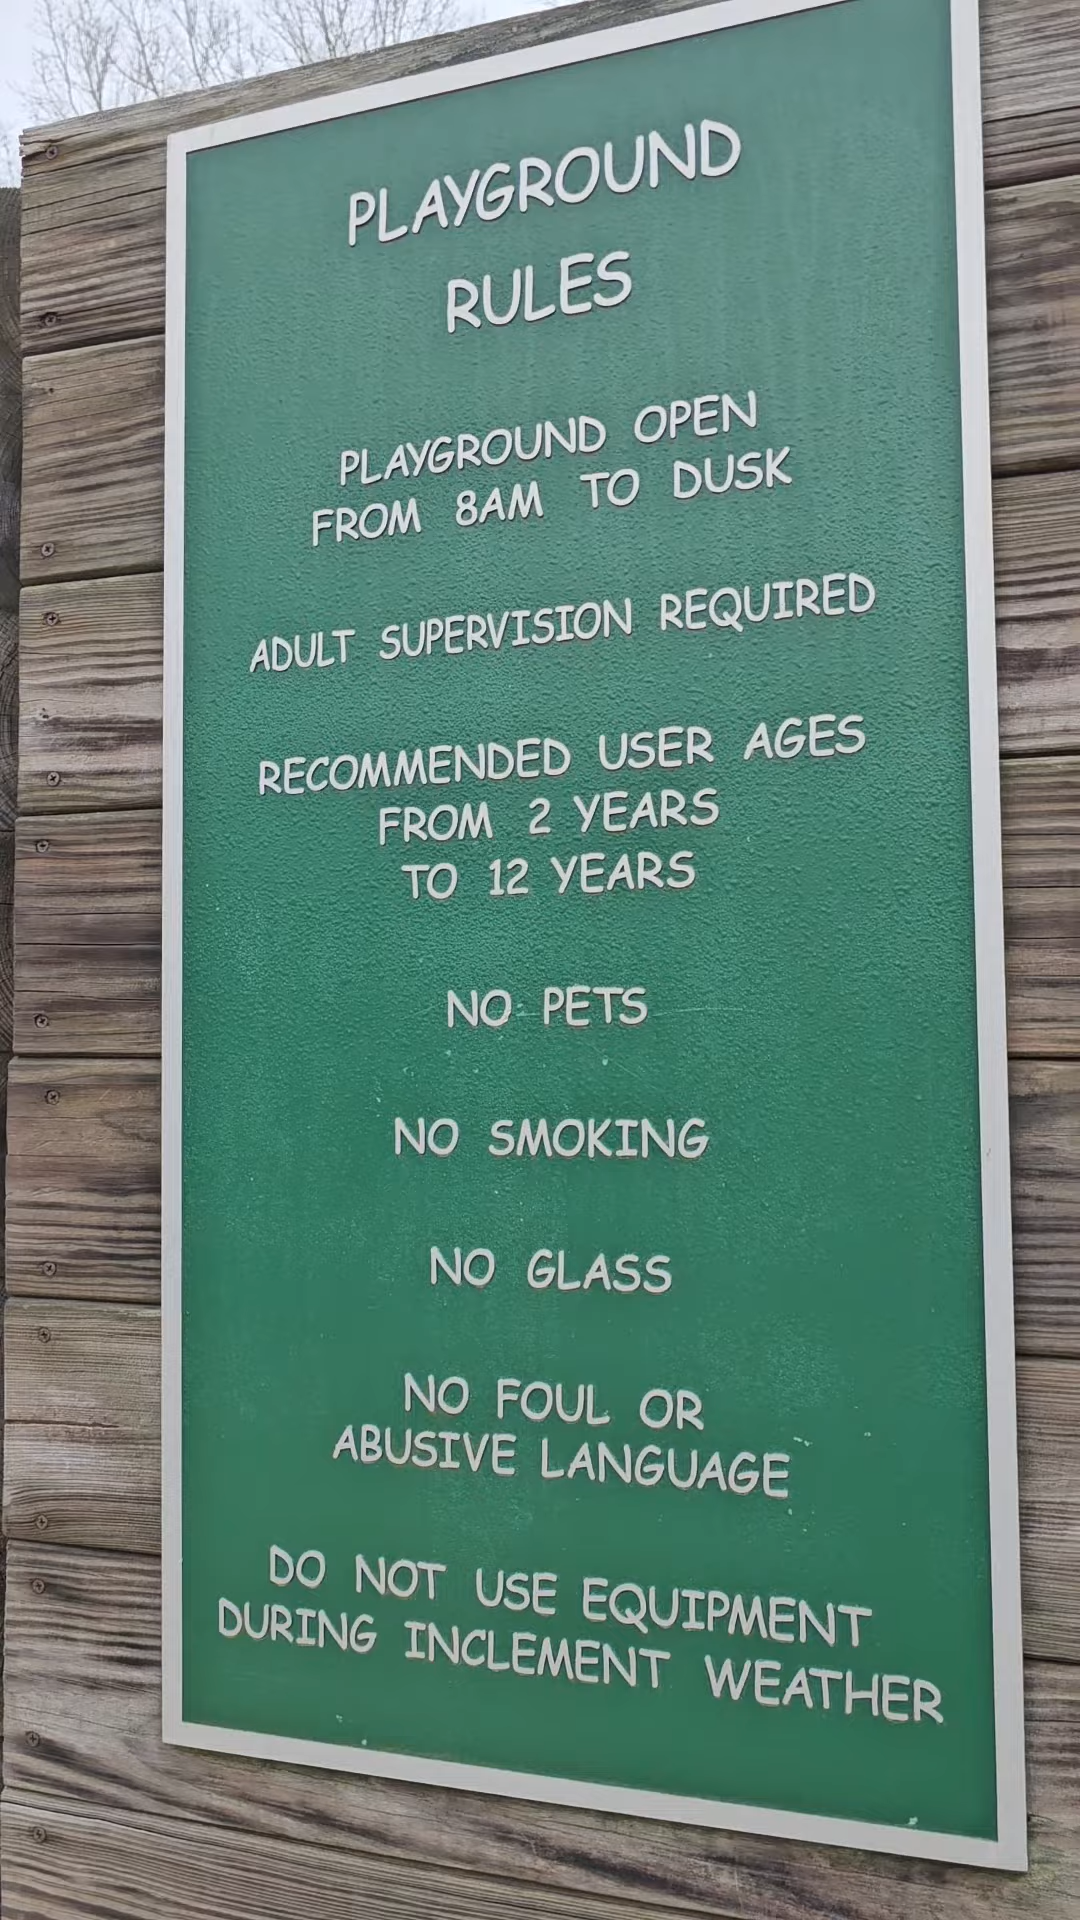 PLAYGROUND
RULES
PLAYGROUND OPEN
FROM 8AM TO DUSK
ADULT SUPERVISION REQUIRED
RECOMMENDED USER AGES
FROM 2 YEARS
TO 12 YEARS
NO PETS
NO SMOKING
NO GLASS
NO FOUL OR
ABUSIVE LANGUAGE
DO NOT USE EQUIPMENT
DURING INCLEMENT WEATHER